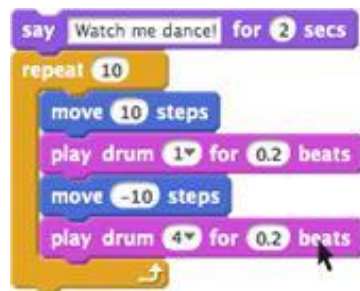 say Watch me dance! for 2 secs
repeat 10
move 10 steps
play drum 1 for 0.2 beats
move -10 steps
play drum 4 for 0.2 beats